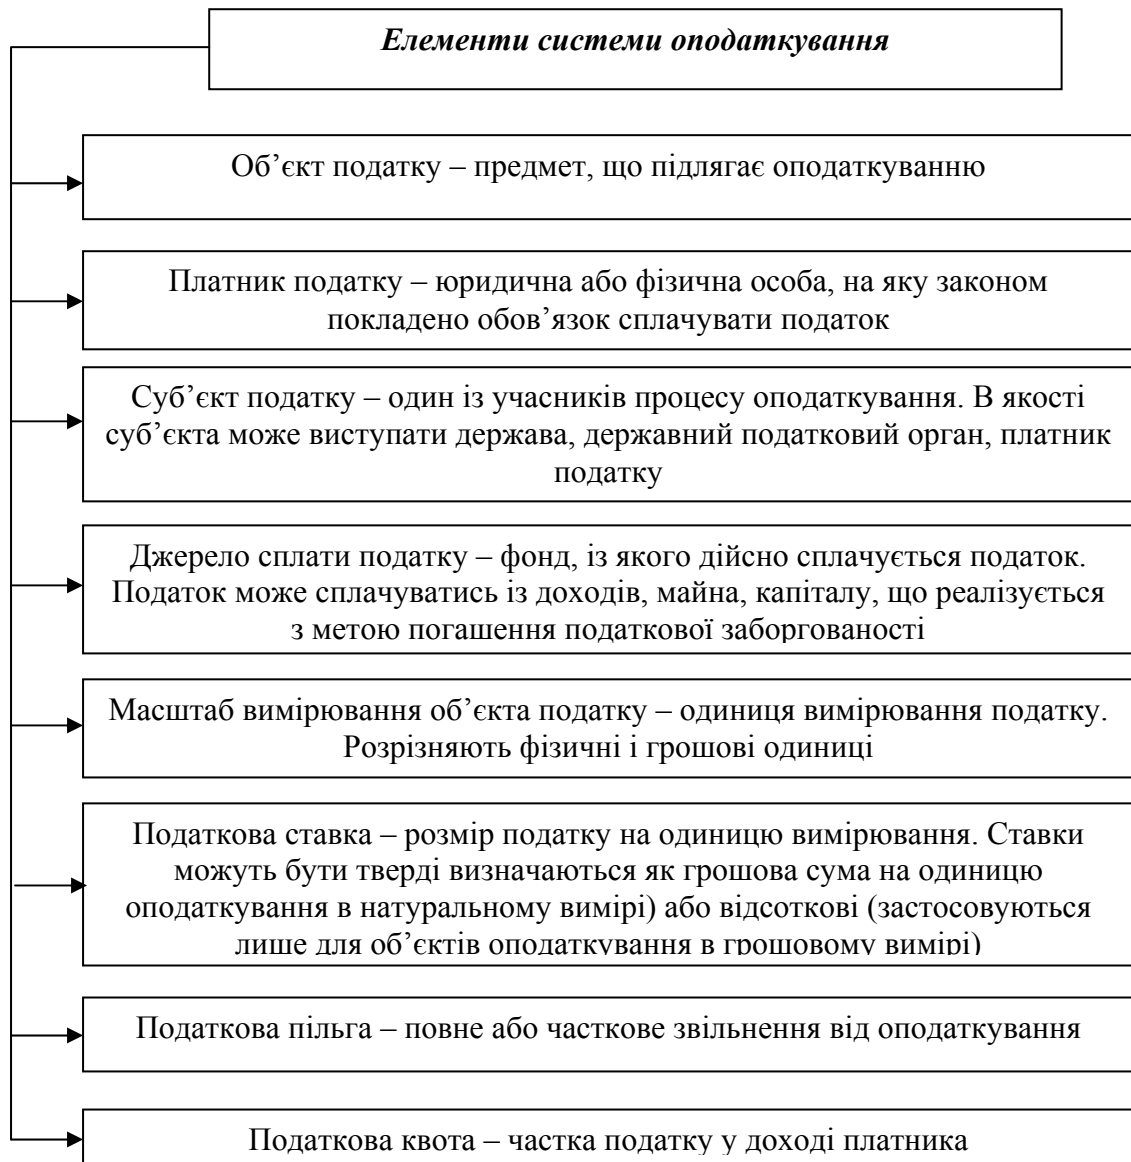 Елементи системи оподаткування
Об’єкт податку – предмет, що підлягає оподаткуванню
Платник податку – юридична або фізична особа, на яку законом
покладено обов’язок сплачувати податок
Суб’єкт податку – один із учасників процесу оподаткування. В якості
суб’єкта може виступати держава, державний податковий орган, платник
податку
Джерело сплати податку – фонд, із якого дійсно сплачується податок.
Податок може сплачуватись із доходів, майна, капіталу, що реалізується
з метою погашення податкової заборгованості
Масштаб вимірювання об’єкта податку – одиниця вимірювання податку.
Розрізняють фізичні і грошові одиниці
Податкова ставка – розмір податку на одиницю вимірювання. Ставки
можуть бути тверді визначаються як грошова сума на одиницю
оподаткування в натуральному вимірі) або відсоткові (застосовуються
лише для об’єктів оподаткування в грошовому вимірі)
Податкова пільга – повне або часткове звільнення від оподаткування
Податкова квота – частка податку у доході платника